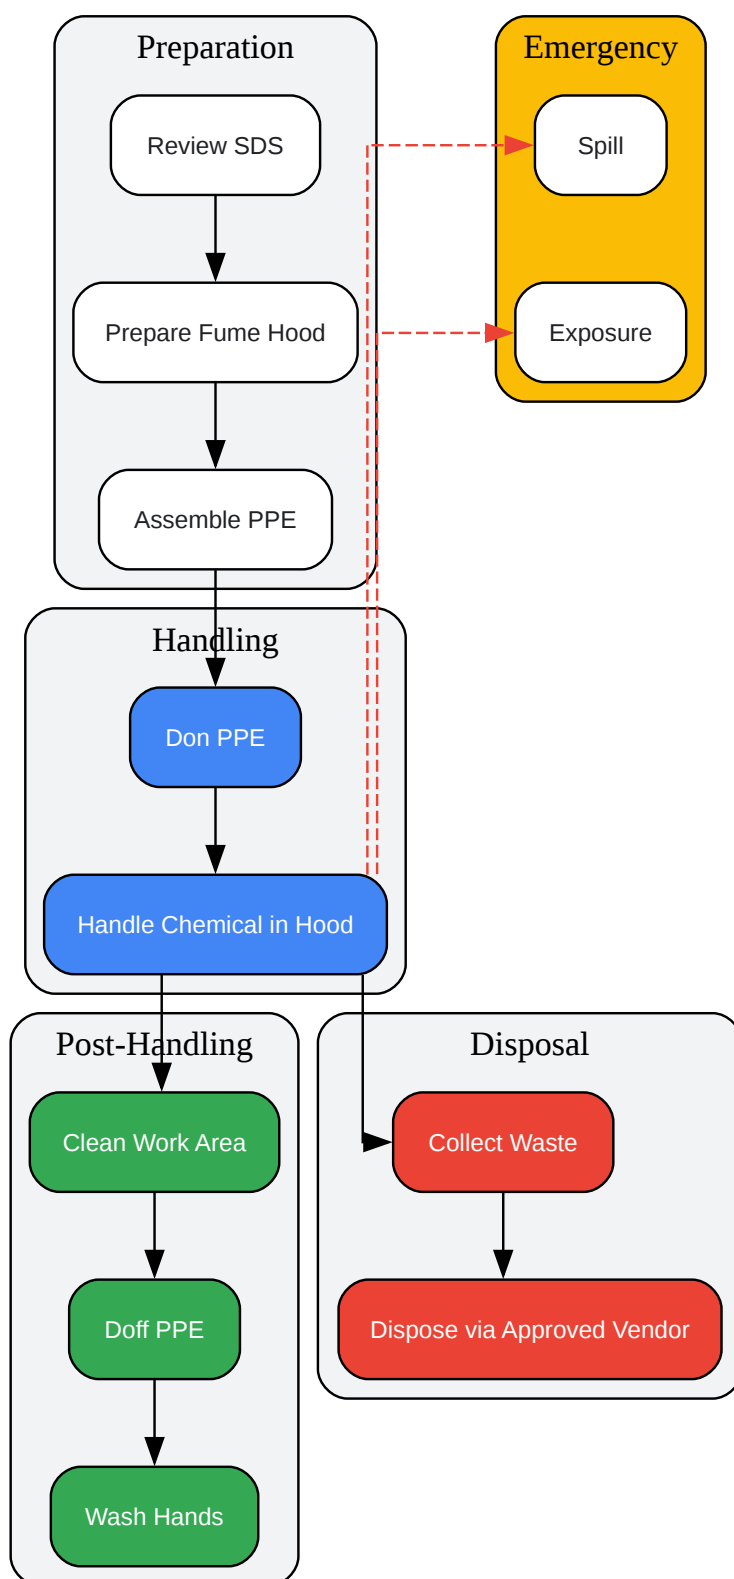 Preparation
Review SDS
Prepare Fume Hood
Assemble PPE
Emergency
Spill
Exposure
Handling
Don PPE
Handle Chemical in Hood
Post-Handling
Clean Work Area
Doff PPE
Wash Hands
Disposal
Collect Waste
Dispose via Approved Vendor